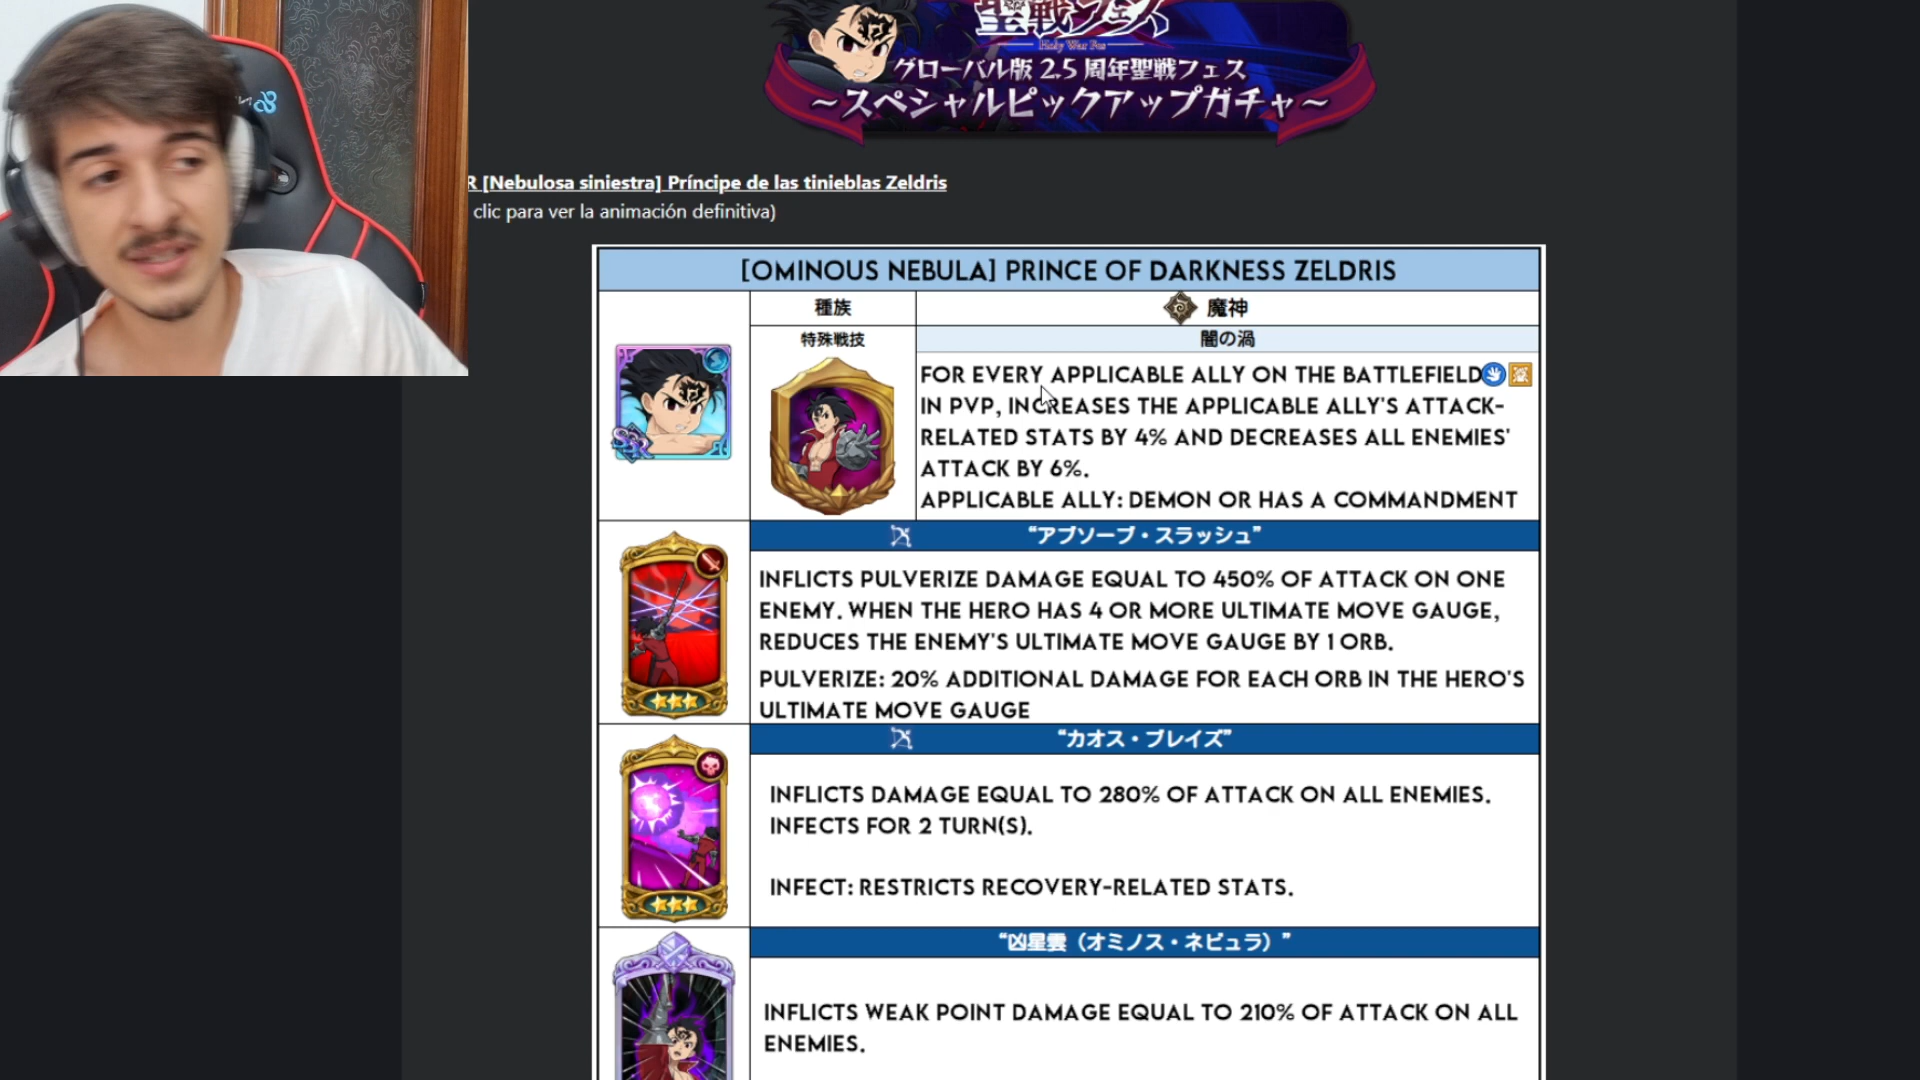 聖戦フェス
Holy War Fes
グローバル版 2.5 周年聖戦フェス
～スペシャルピックアップガチャ～
R [Nebulosa siniestra] Príncipe de las tinieblas Zeldris
clic para ver la animación definitiva)
[OMINOUS NEBULA] PRINCE OF DARKNESS ZELDRIS
種族
魔神
特殊戦技
闇の渦
SSR
FOR EVERY APPLICABLE ALLY ON THE BATTLEFIELD
IN PVP, INCREASES THE APPLICABLE ALLY'S ATTACK-
RELATED STATS BY 4% AND DECREASES ALL ENEMIES'
ATTACK BY 6%.
APPLICABLE ALLY: DEMON OR HAS A COMMANDMENT
“アブソーブ・スラッシュ”
INFLICTS PULVERIZE DAMAGE EQUAL TO 450% OF ATTACK ON ONE
ENEMY. WHEN THE HERO HAS 4 OR MORE ULTIMATE MOVE GAUGE,
REDUCES THE ENEMY'S ULTIMATE MOVE GAUGE BY 1 ORB.
PULVERIZE: 20% ADDITIONAL DAMAGE FOR EACH ORB IN THE HERO'S
ULTIMATE MOVE GAUGE
“カオス・ブレイズ”
INFLICTS DAMAGE EQUAL TO 280% OF ATTACK ON ALL ENEMIES.
INFECTS FOR 2 TURN(S).
INFECT: RESTRICTS RECOVERY-RELATED STATS.
“凶星雲（オミノス・ネビュラ）”
INFLICTS WEAK POINT DAMAGE EQUAL TO 210% OF ATTACK ON ALL
ENEMIES.